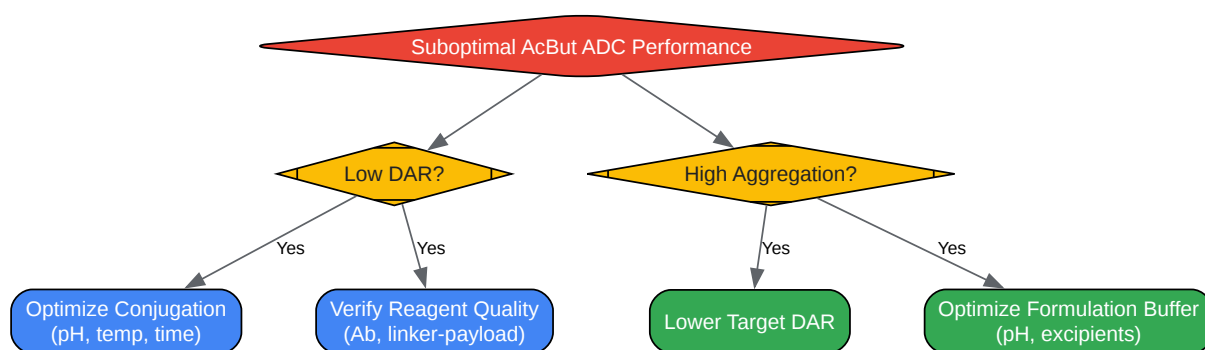 Suboptimal AcBut ADC Performance
Low DAR?
High Aggregation?
Yes
Yes
Yes
Yes
Optimize Conjugation
(pH, temp, time)
Verify Reagent Quality
(Ab, linker-payload)
Lower Target DAR
Optimize Formulation Buffer
(pH, excipients)